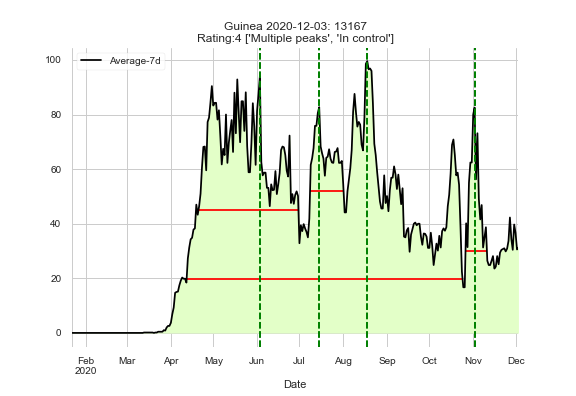 Guinea 2020-12-03: 13167
Rating:4 ['Multiple peaks', 'In control']
Average-7d
100
80
60
40
20
0
Feb Mar Apr May Jun Jul Aug Sep Oct Nov Dec
2020
Date